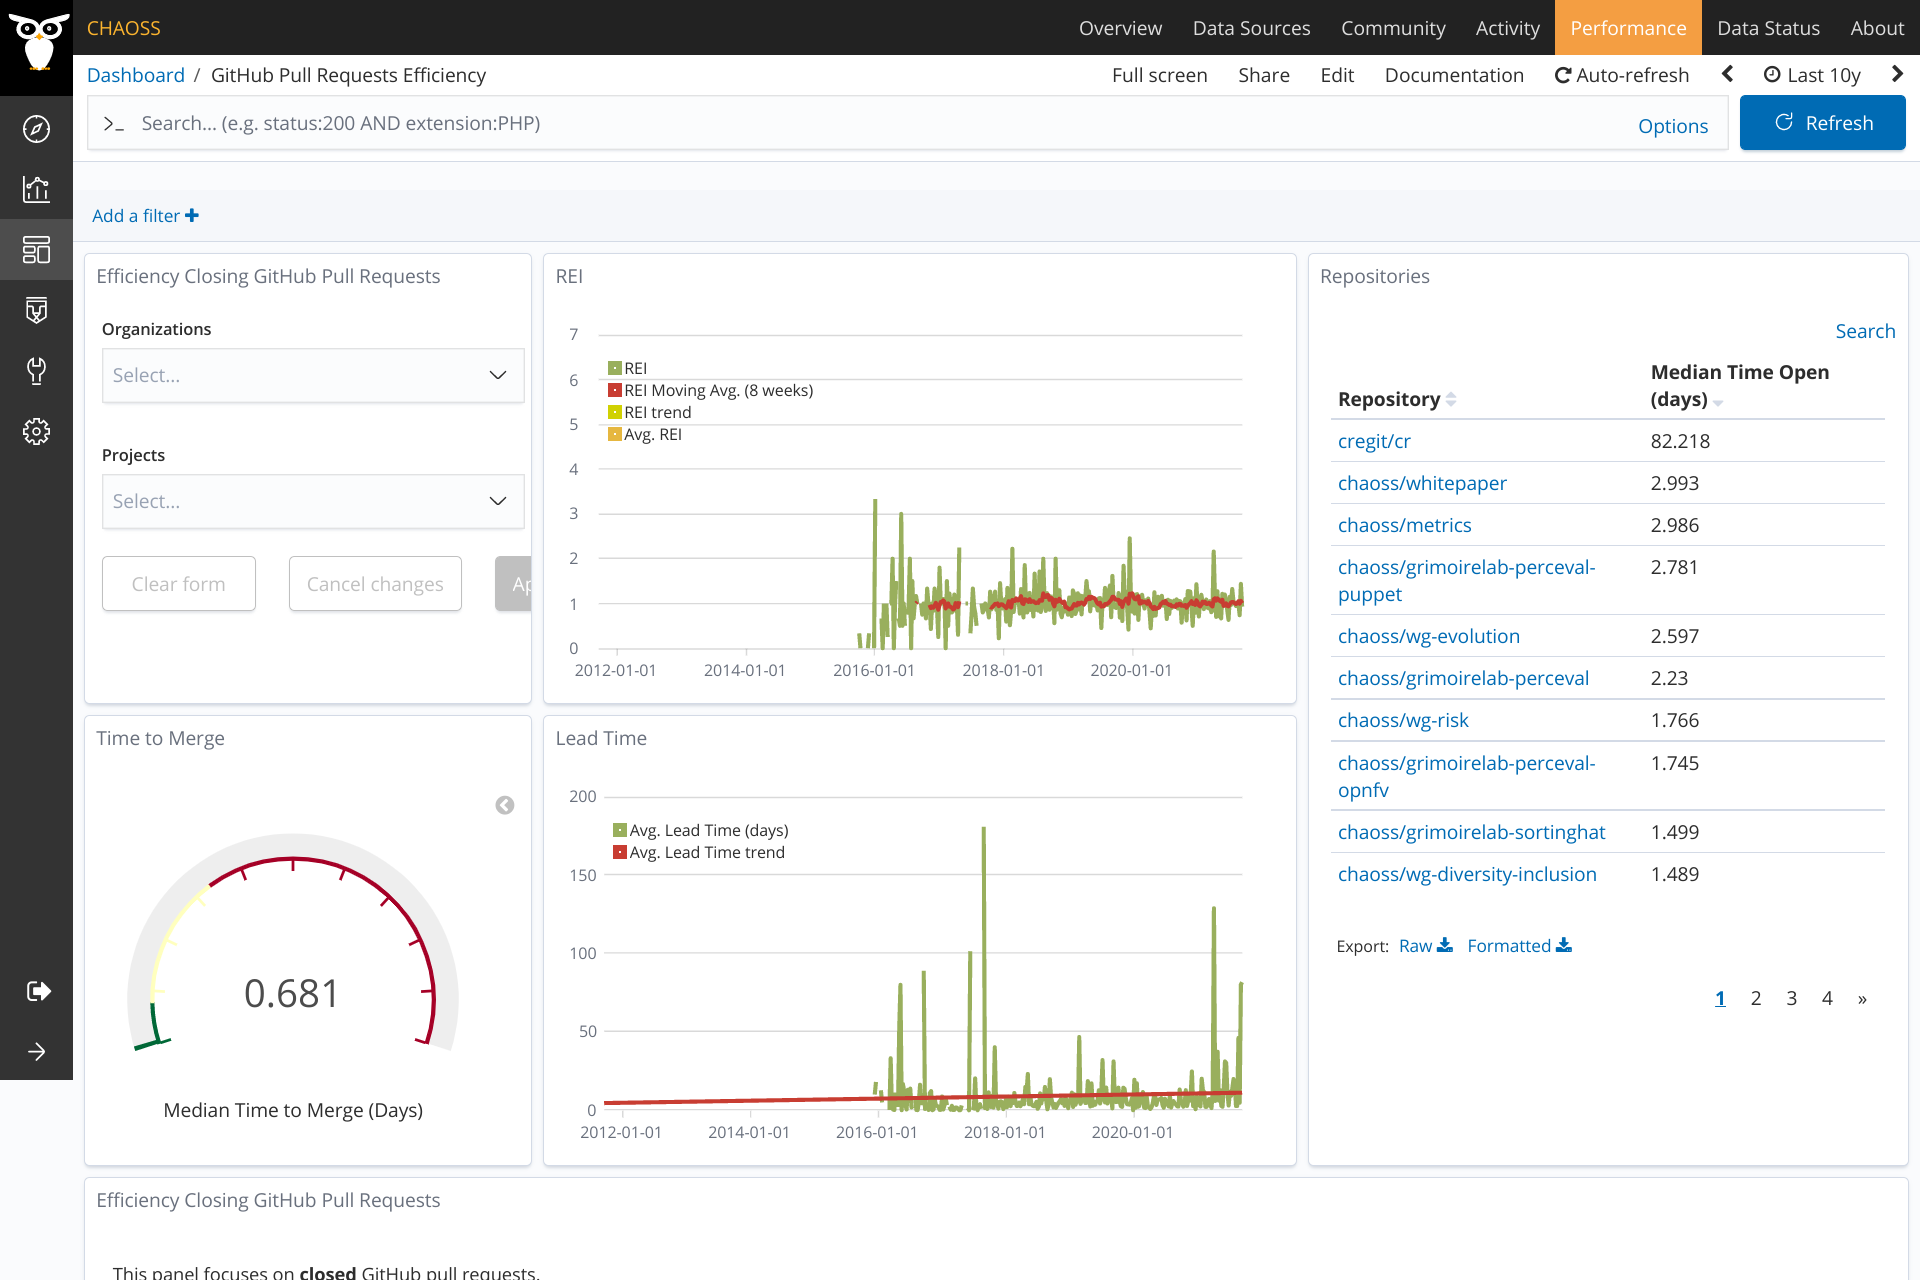 CHAOSS
Overview Data Sources Community Activity Performance Data Status About
Dashboard / GitHub Pull Requests Efficiency
Full screen Share Edit Documentation Auto-refresh Last 10y
>_ Search... (e.g. status:200 AND extension:PHP)
Options
Refresh
Add a filter
Efficiency Closing GitHub Pull Requests
Organizations
Select...
Projects
Select...
Clear form
Cancel changes
Ap
REI
7
6
5
4
3
2
1
0
REI
REI Moving Avg. (8 weeks)
REI trend
Avg. REI
2012-01-01 2014-01-01 2016-01-01 2018-01-01 2020-01-01
Repositories
Search
Repository
Median Time Open
(days)
cregit/cr 82.218
chaoss/whitepaper 2.993
chaoss/metrics 2.986
chaoss/grimoirelab-perceval- 2.781
puppet
chaoss/wg-evolution 2.597
chaoss/grimoirelab-perceval 2.23
chaoss/wg-risk 1.766
chaoss/grimoirelab-perceval- 1.745
opnfv
chaoss/grimoirelab-sortinghat 1.499
chaoss/wg-diversity-inclusion 1.489
Export: Raw Formatted
1 2 3 4 »
Time to Merge
0.681
Median Time to Merge (Days)
Lead Time
200
150
100
50
0
Avg. Lead Time (days)
Avg. Lead Time trend
2012-01-01 2014-01-01 2016-01-01 2018-01-01 2020-01-01
Efficiency Closing GitHub Pull Requests
This panel focuses on closed GitHub pull requests.